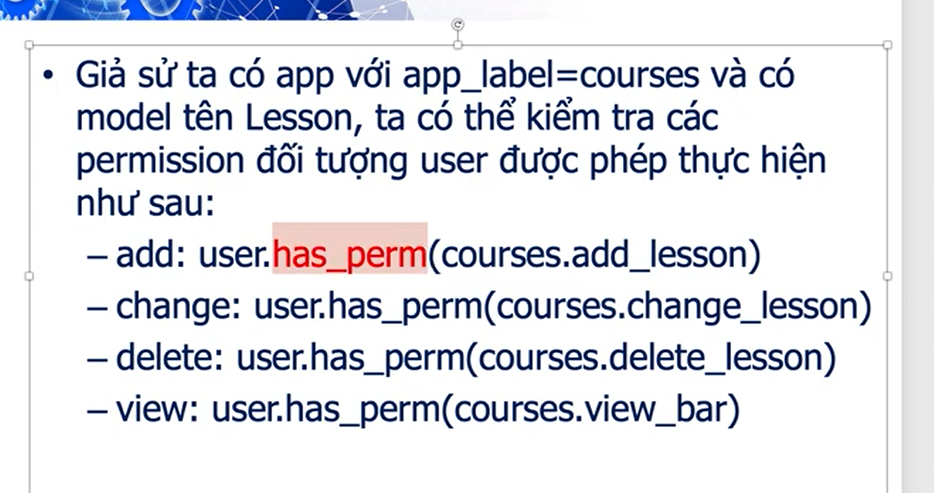 • Giả sử ta có app với app_label=courses và có
model tên Lesson, ta có thể kiểm tra các
permission đối tượng user được phép thực hiện
như sau:
– add: user.has_perm(courses.add_lesson)
– change: user.has_perm(courses.change_lesson)
– delete: user.has_perm(courses.delete_lesson)
– view: user.has_perm(courses.view_bar)